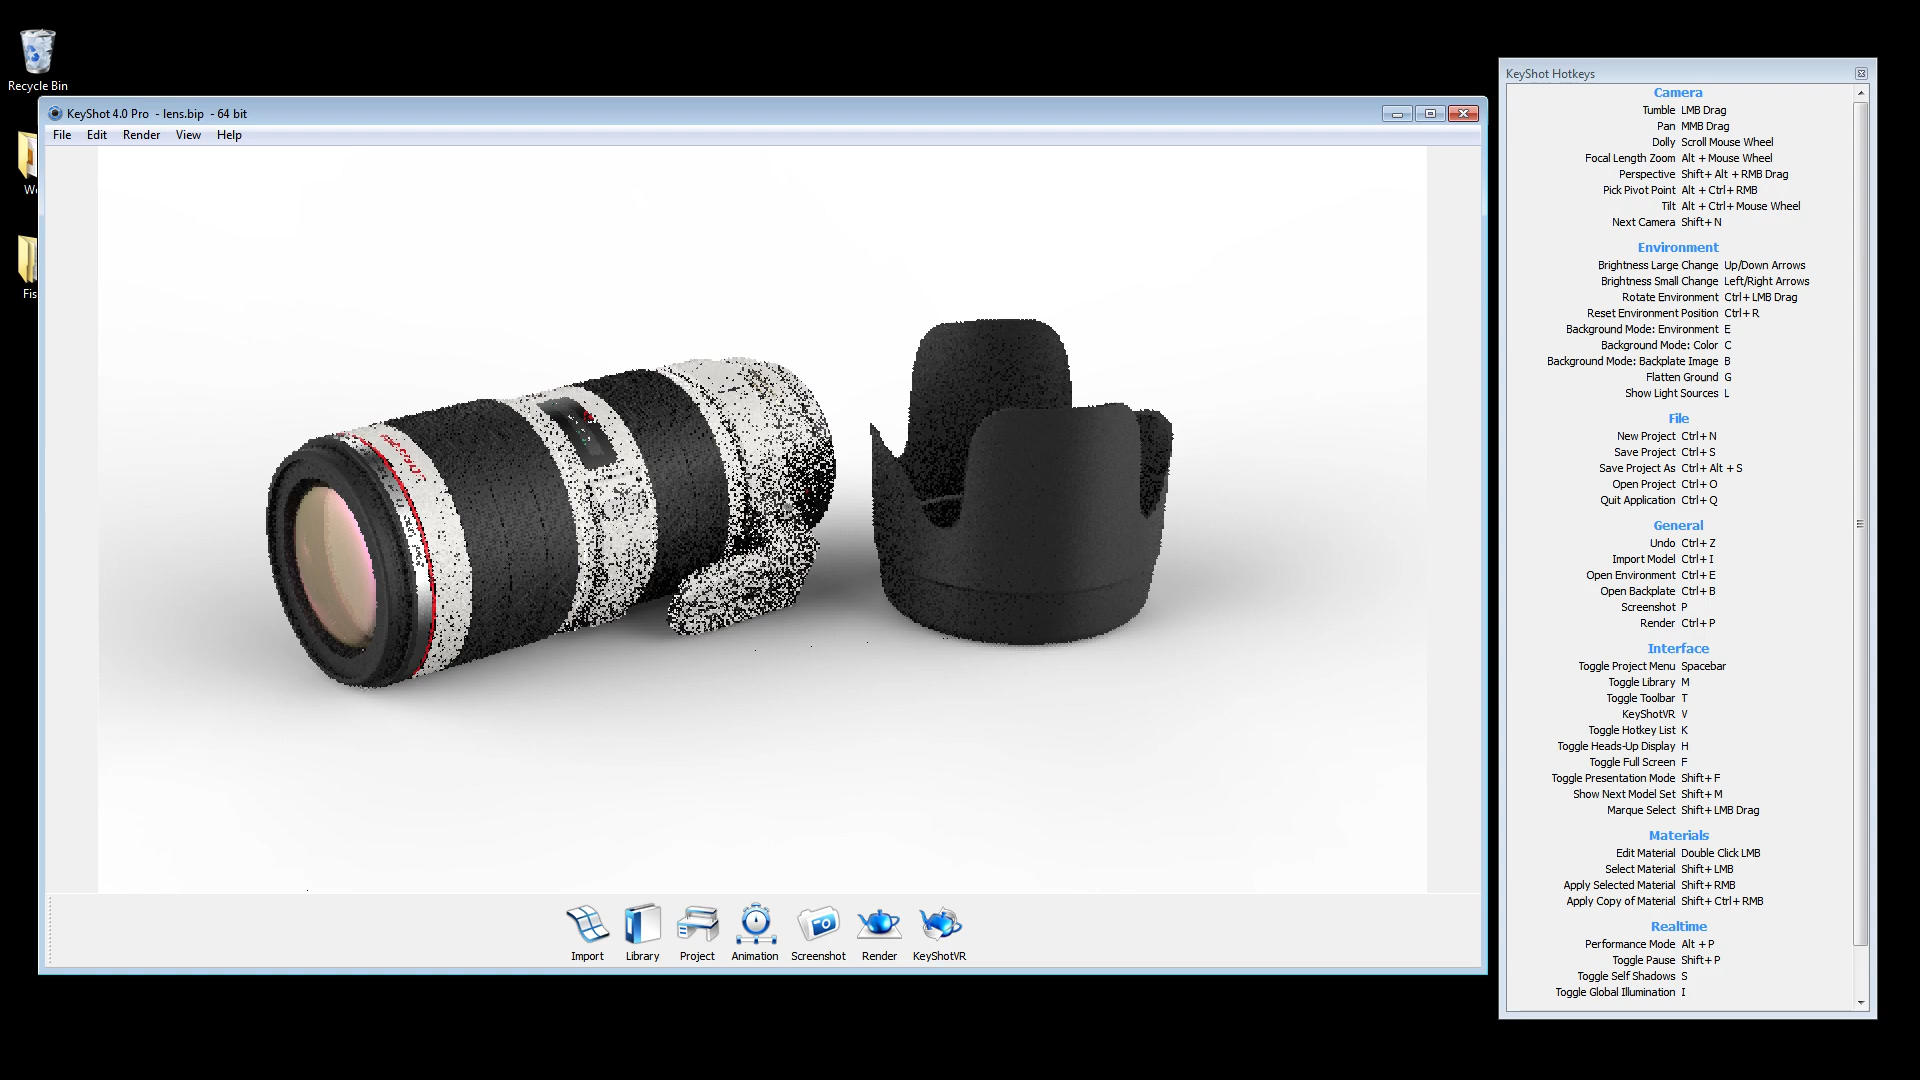 Recycle Bin
KeyShot 4.0 Pro - lens.bip - 64 bit
File Edit Render View Help
Import Library Project Animation Screenshot Render KeyShotVR
KeyShot Hotkeys
Camera
Tumble LMB Drag
Pan MMB Drag
Dolly Scroll Mouse Wheel
Focal Length Zoom Alt + Mouse Wheel
Perspective Shift+ Alt + RMB Drag
Pick Pivot Point Alt + Ctrl+ RMB
Tilt Alt + Ctrl+ Mouse Wheel
Next Camera Shift+ N
Environment
Brightness Large Change Up/Down Arrows
Brightness Small Change Left/Right Arrows
Rotate Environment Ctrl+ LMB Drag
Reset Environment Position Ctrl+ R
Background Mode: Environment E
Background Mode: Color C
Background Mode: Backplate Image B
Flatten Ground G
Show Light Sources L
File
New Project Ctrl+ N
Save Project Ctrl+ S
Save Project As Ctrl+ Alt + S
Open Project Ctrl+ O
Quit Application Ctrl+ Q
General
Undo Ctrl+ Z
Import Model Ctrl+ I
Open Environment Ctrl+ E
Open Backplate Ctrl+ B
Screenshot P
Render Ctrl+ P
Interface
Toggle Project Menu Spacebar
Toggle Library M
Toggle Toolbar T
KeyShotVR V
Toggle Hotkey List K
Toggle Heads-Up Display H
Toggle Full Screen F
Toggle Presentation Mode Shift+ F
Show Next Model Set Shift+ M
Marque Select Shift+ LMB Drag
Materials
Edit Material Double Click LMB
Select Material Shift+ LMB
Apply Selected Material Shift+ RMB
Apply Copy of Material Shift+ Ctrl+ RMB
Realtime
Performance Mode Alt + P
Toggle Pause Shift+ P
Toggle Self Shadows S
Toggle Global Illumination I